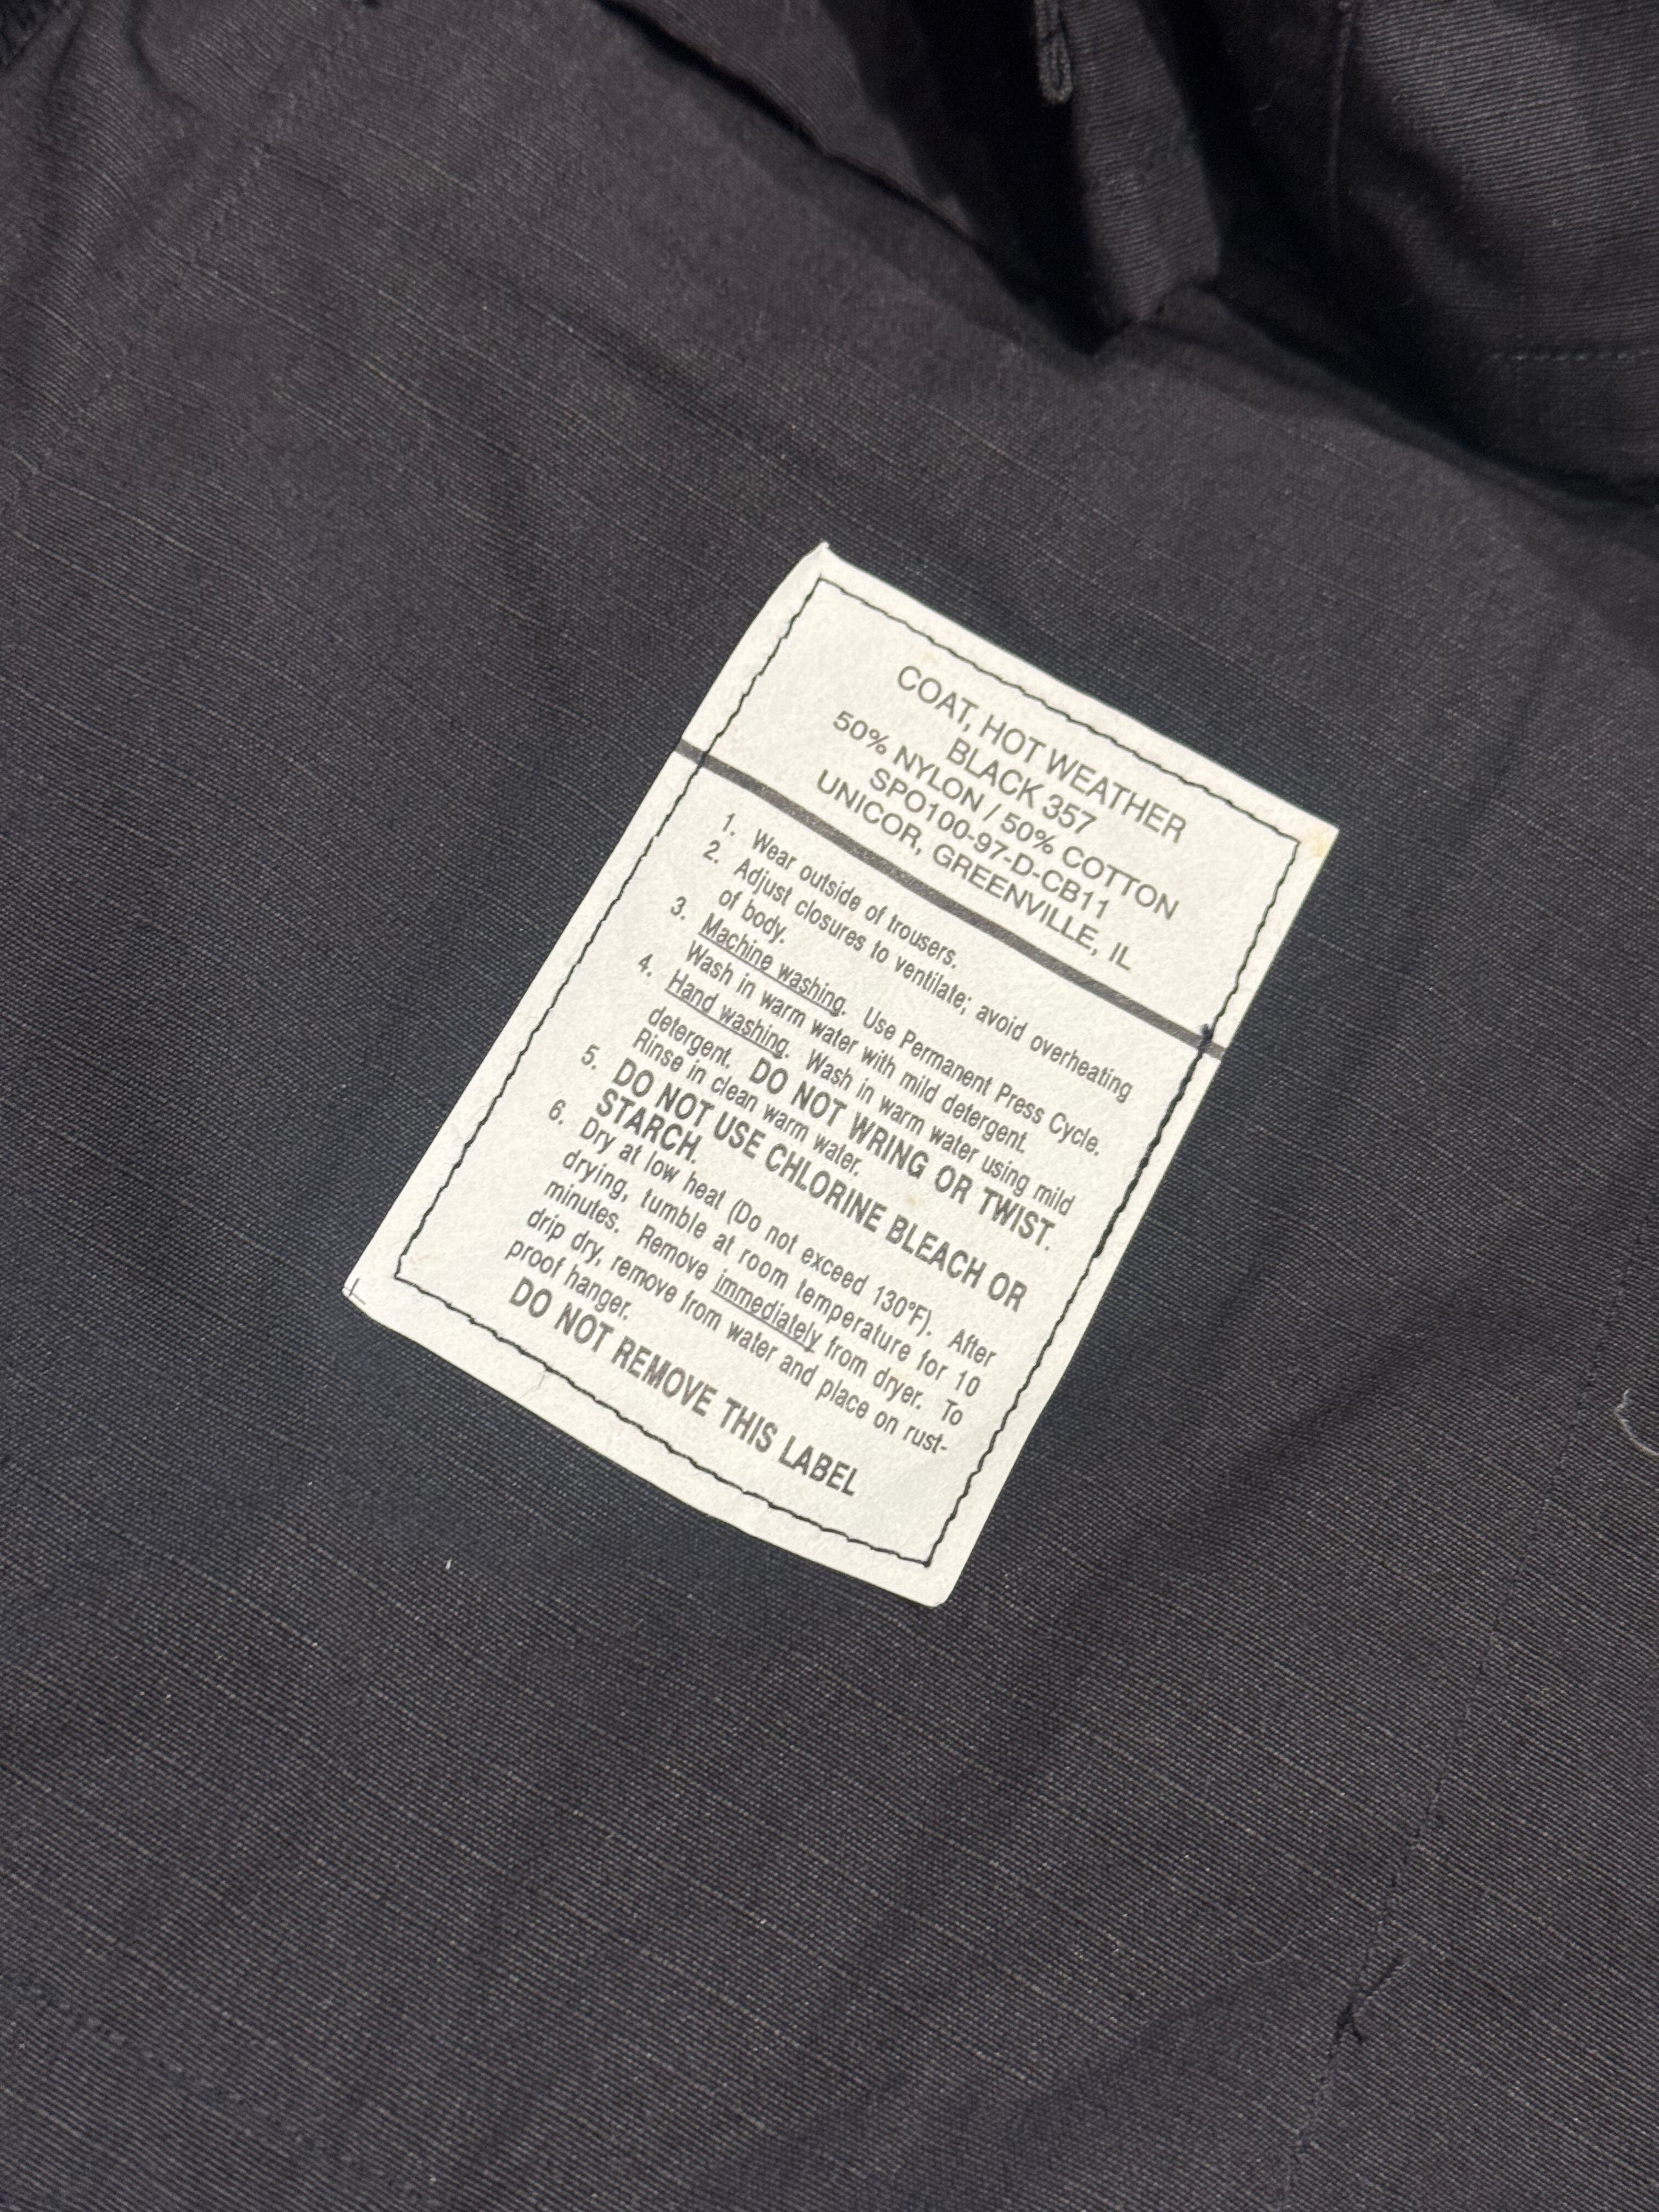 COAT, HOT WEATHER
BLACK 357
50% NYLON / 50% COTTON
SPO100-97-D-CB11
UNICOR, GREENVILLE, IL
1. Wear outside of trousers.
2. Adjust closures to ventilate; avoid overheating
of body.
3. Machine washing. Use Permanent Press Cycle.
Wash in warm water with mild detergent.
4. Hand washing. Wash in warm water using mild
detergent. DO NOT WRING OR TWIST.
Rinse in clean warm water.
5. DO NOT USE CHLORINE BLEACH OR
STARCH.
6. Dry at low heat (Do not exceed 130°F). After
drying, tumble at room temperature for 10
minutes. Remove immediately from dryer. To
drip dry, remove from water and place on rust-
proof hanger.
DO NOT REMOVE THIS LABEL